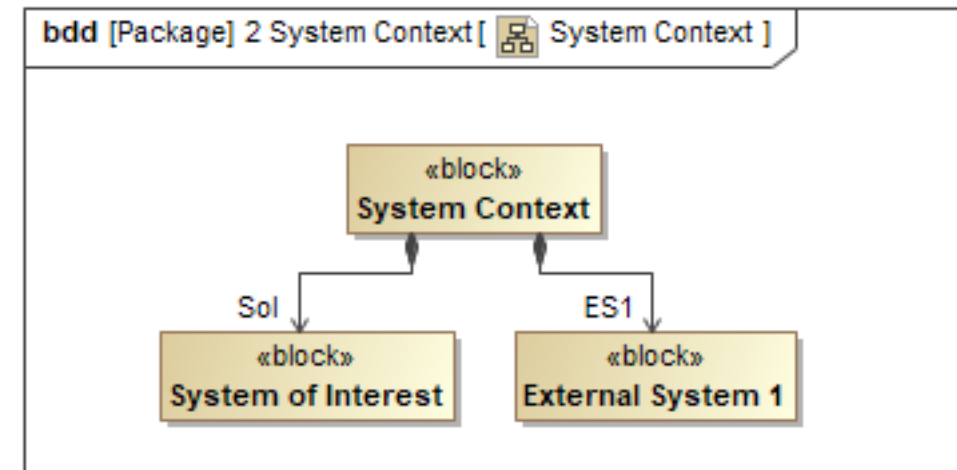 bdd [Package] 2 System Context [ System Context ]
«block»
System Context
SoI
ES1
«block»
System of Interest
«block»
External System 1